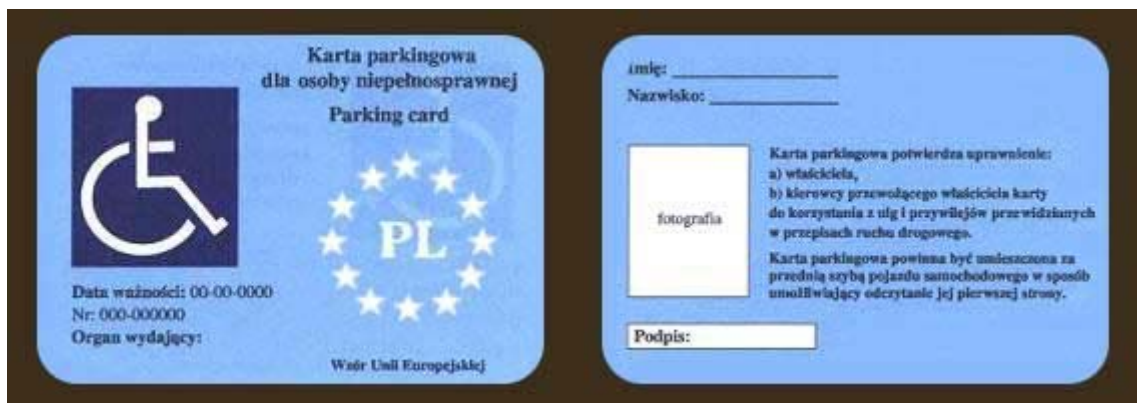 Karta parkingowa
dla osoby niepełnosprawnej
Parking card
PL
Data ważności: 00-00-0000
Nr: 000-000000
Organ wydający:
Wzór Unii Europejskiej
Imię:
Nazwisko:
fotografia
Karta parkingowa potwierdza uprawnienie:
a) właściciela,
b) kierowcy przewożącego właściciela karty
do korzystania z ulg i przywilejów przewidzianych
w przepisach ruchu drogowego.
Karta parkingowa powinna być umieszczona za
przednią szybą pojazdu samochodowego w sposób
umożliwiający odczytanie jej pierwszej strony.
Podpis: